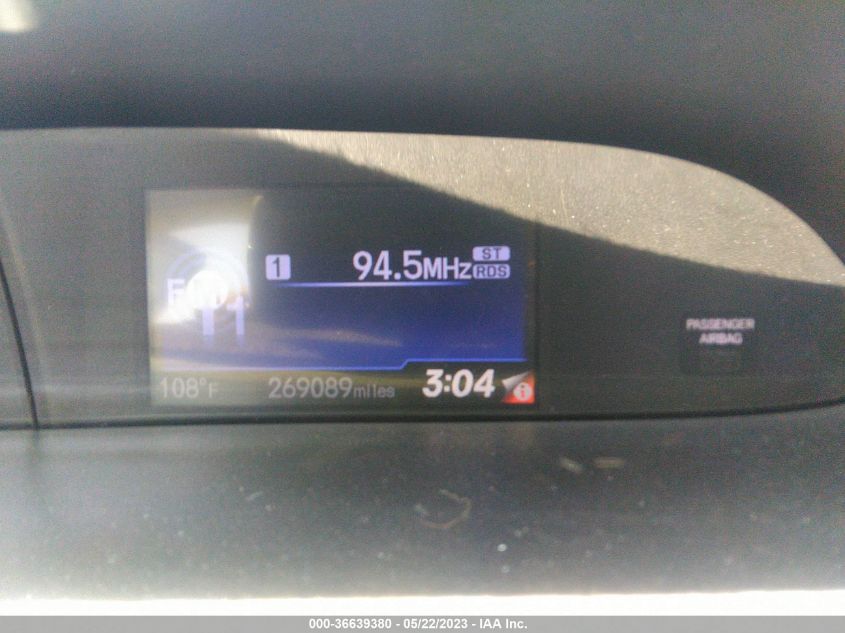 1 94.5MHz ST
RDS
108°F 269089miles 3:04 i
PASSENGER
AIRBAG
000-36639380 - 05/22/2023 - IAA Inc.